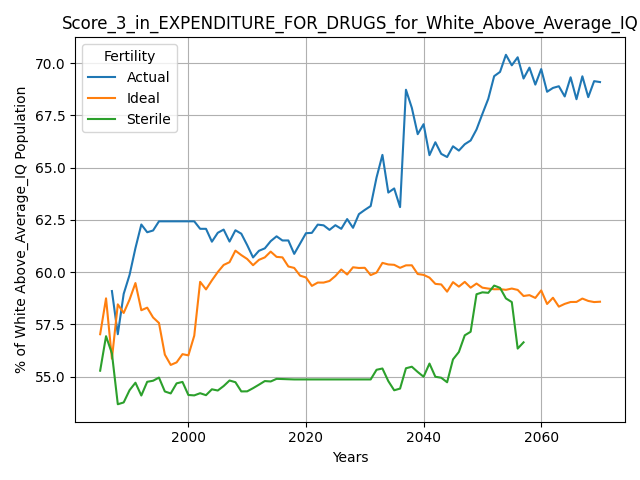 Score_3_in_EXPENDITURE_FOR_DRUGS_for_White_Above_Average_IQ
Fertility
Actual
Ideal
Sterile
% of White Above_Average_IQ Population
70.0
67.5
65.0
62.5
60.0
57.5
55.0
2000
2020
2040
2060
Years